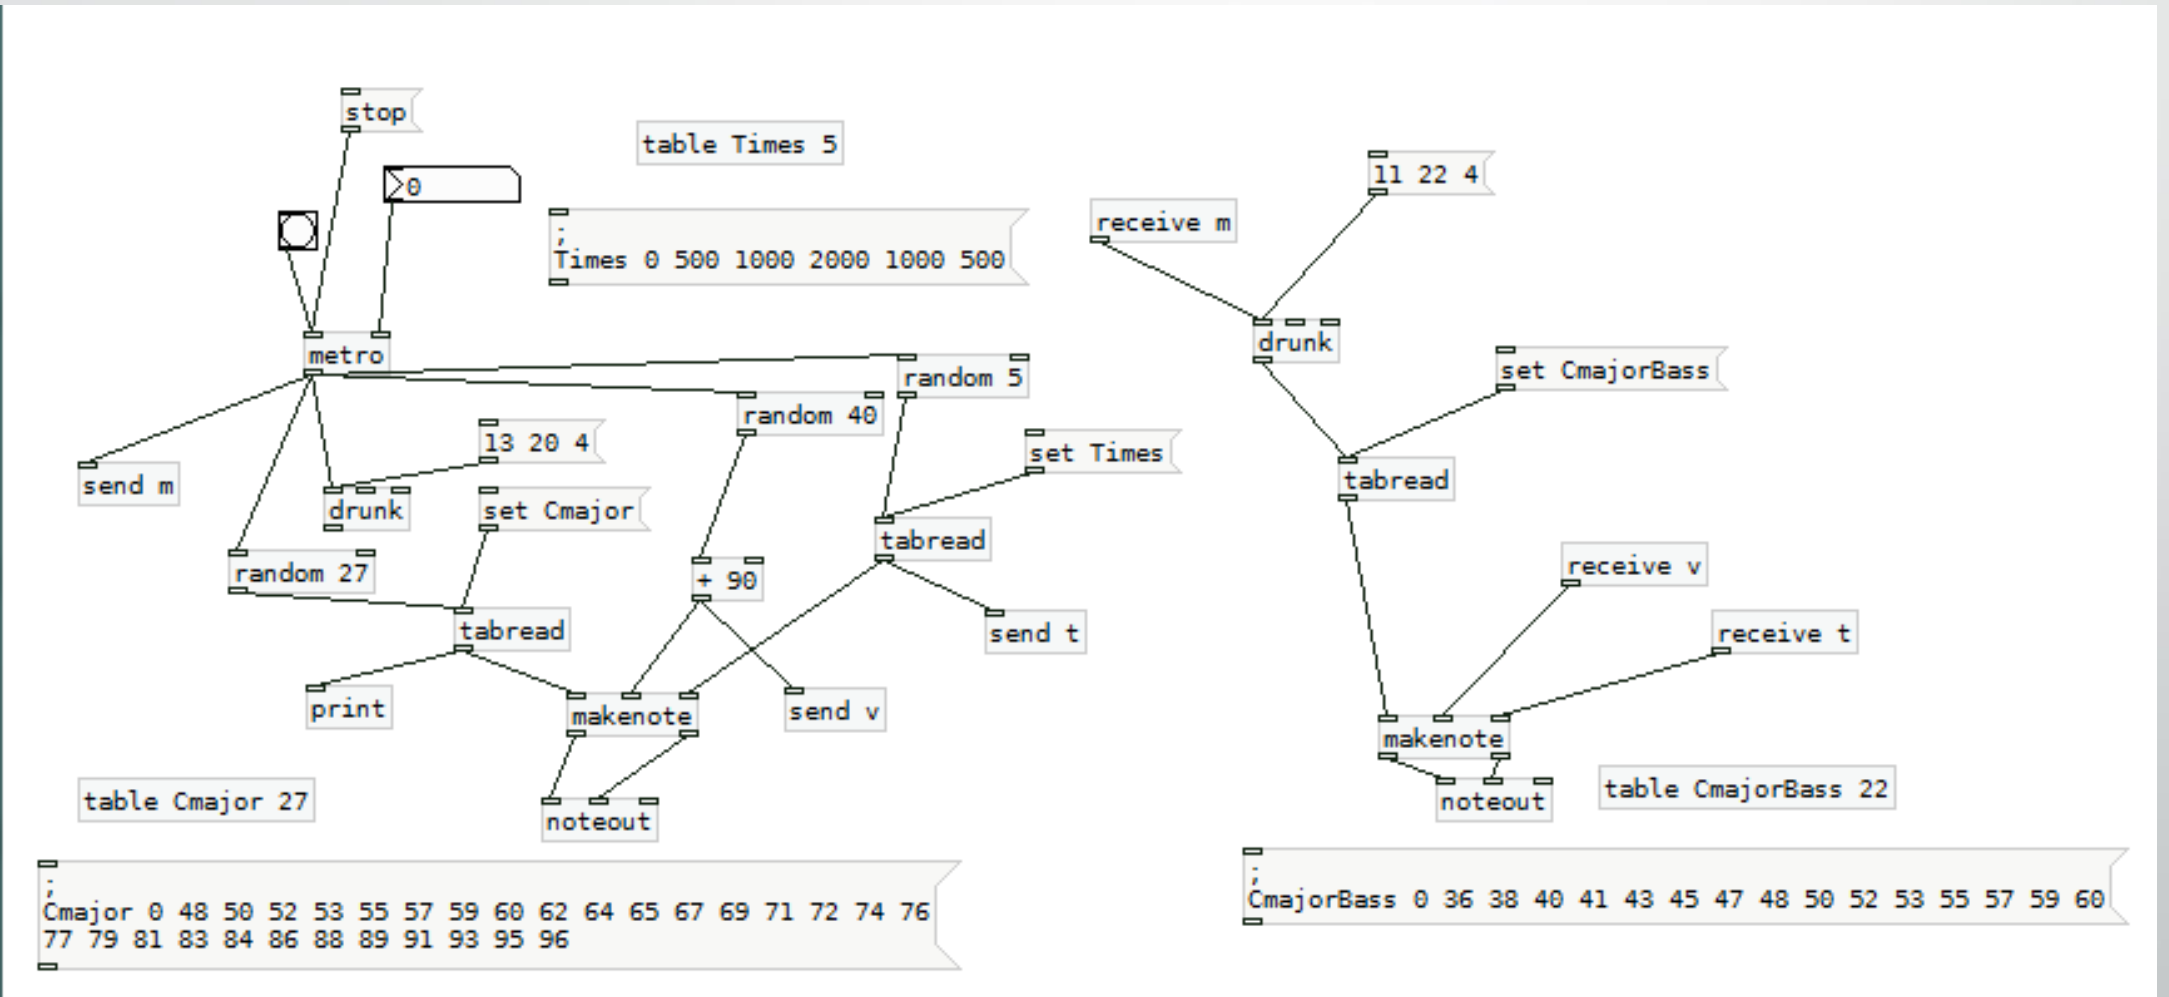 stop
table Times 5
0
11 22 4
receive m
;
Times 0 500 1000 2000 1000 500
metro
drunk
random 5
set CmajorBass
random 40
13 20 4
set Times
send m
tabread
drunk
set Cmajor
tabread
random 27
+ 90
receive v
tabread
send t
receive t
print
makenote
send v
makenote
table Cmajor 27
noteout
noteout
table CmajorBass 22
;
Cmajor 0 48 50 52 53 55 57 59 60 62 64 65 67 69 71 72 74 76
77 79 81 83 84 86 88 89 91 93 95 96
;
CmajorBass 0 36 38 40 41 43 45 47 48 50 52 53 55 57 59 60